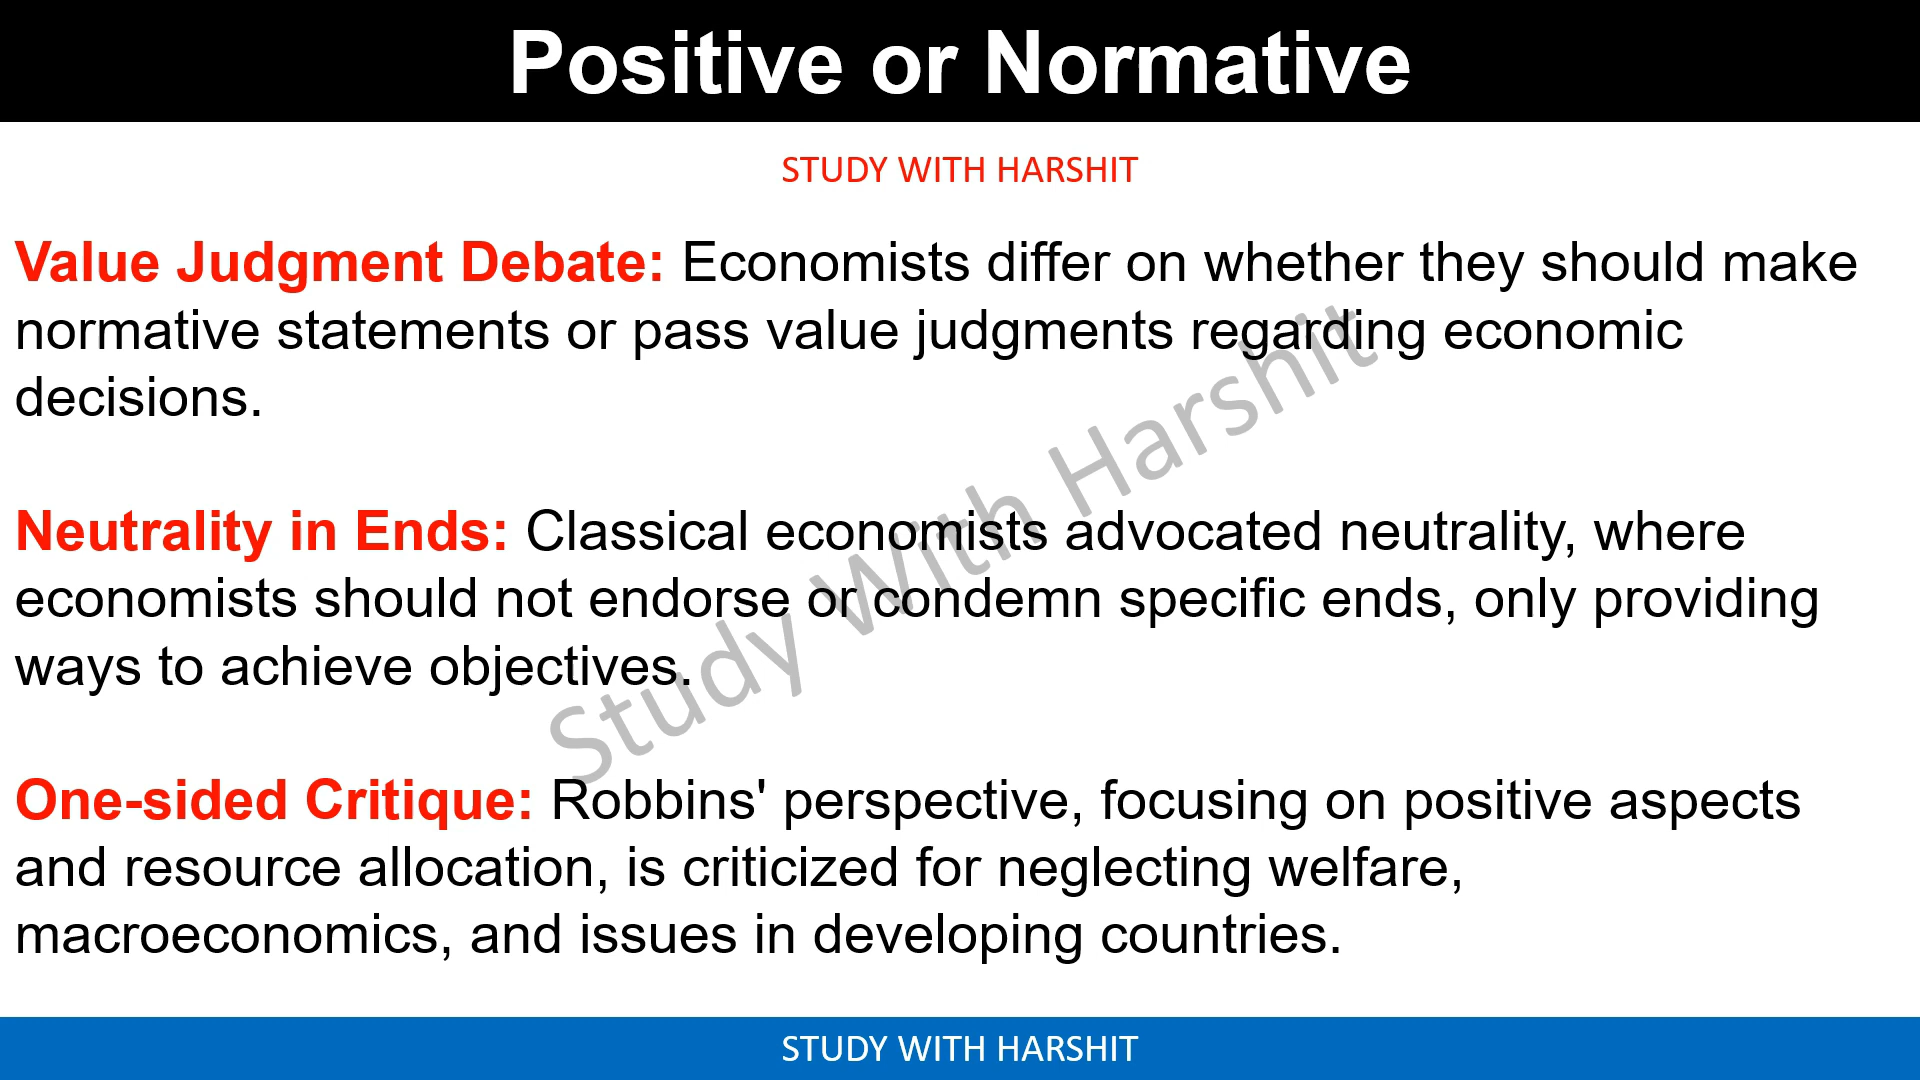 Positive or Normative
STUDY WITH HARSHIT
Value Judgment Debate: Economists differ on whether they should make
normative statements or pass value judgments regarding economic
decisions.
Neutrality in Ends: Classical economists advocated neutrality, where
economists should not endorse or condemn specific ends, only providing
ways to achieve objectives.
One-sided Critique: Robbins' perspective, focusing on positive aspects
and resource allocation, is criticized for neglecting welfare,
macroeconomics, and issues in developing countries.
Study With Harshit
STUDY WITH HARSHIT